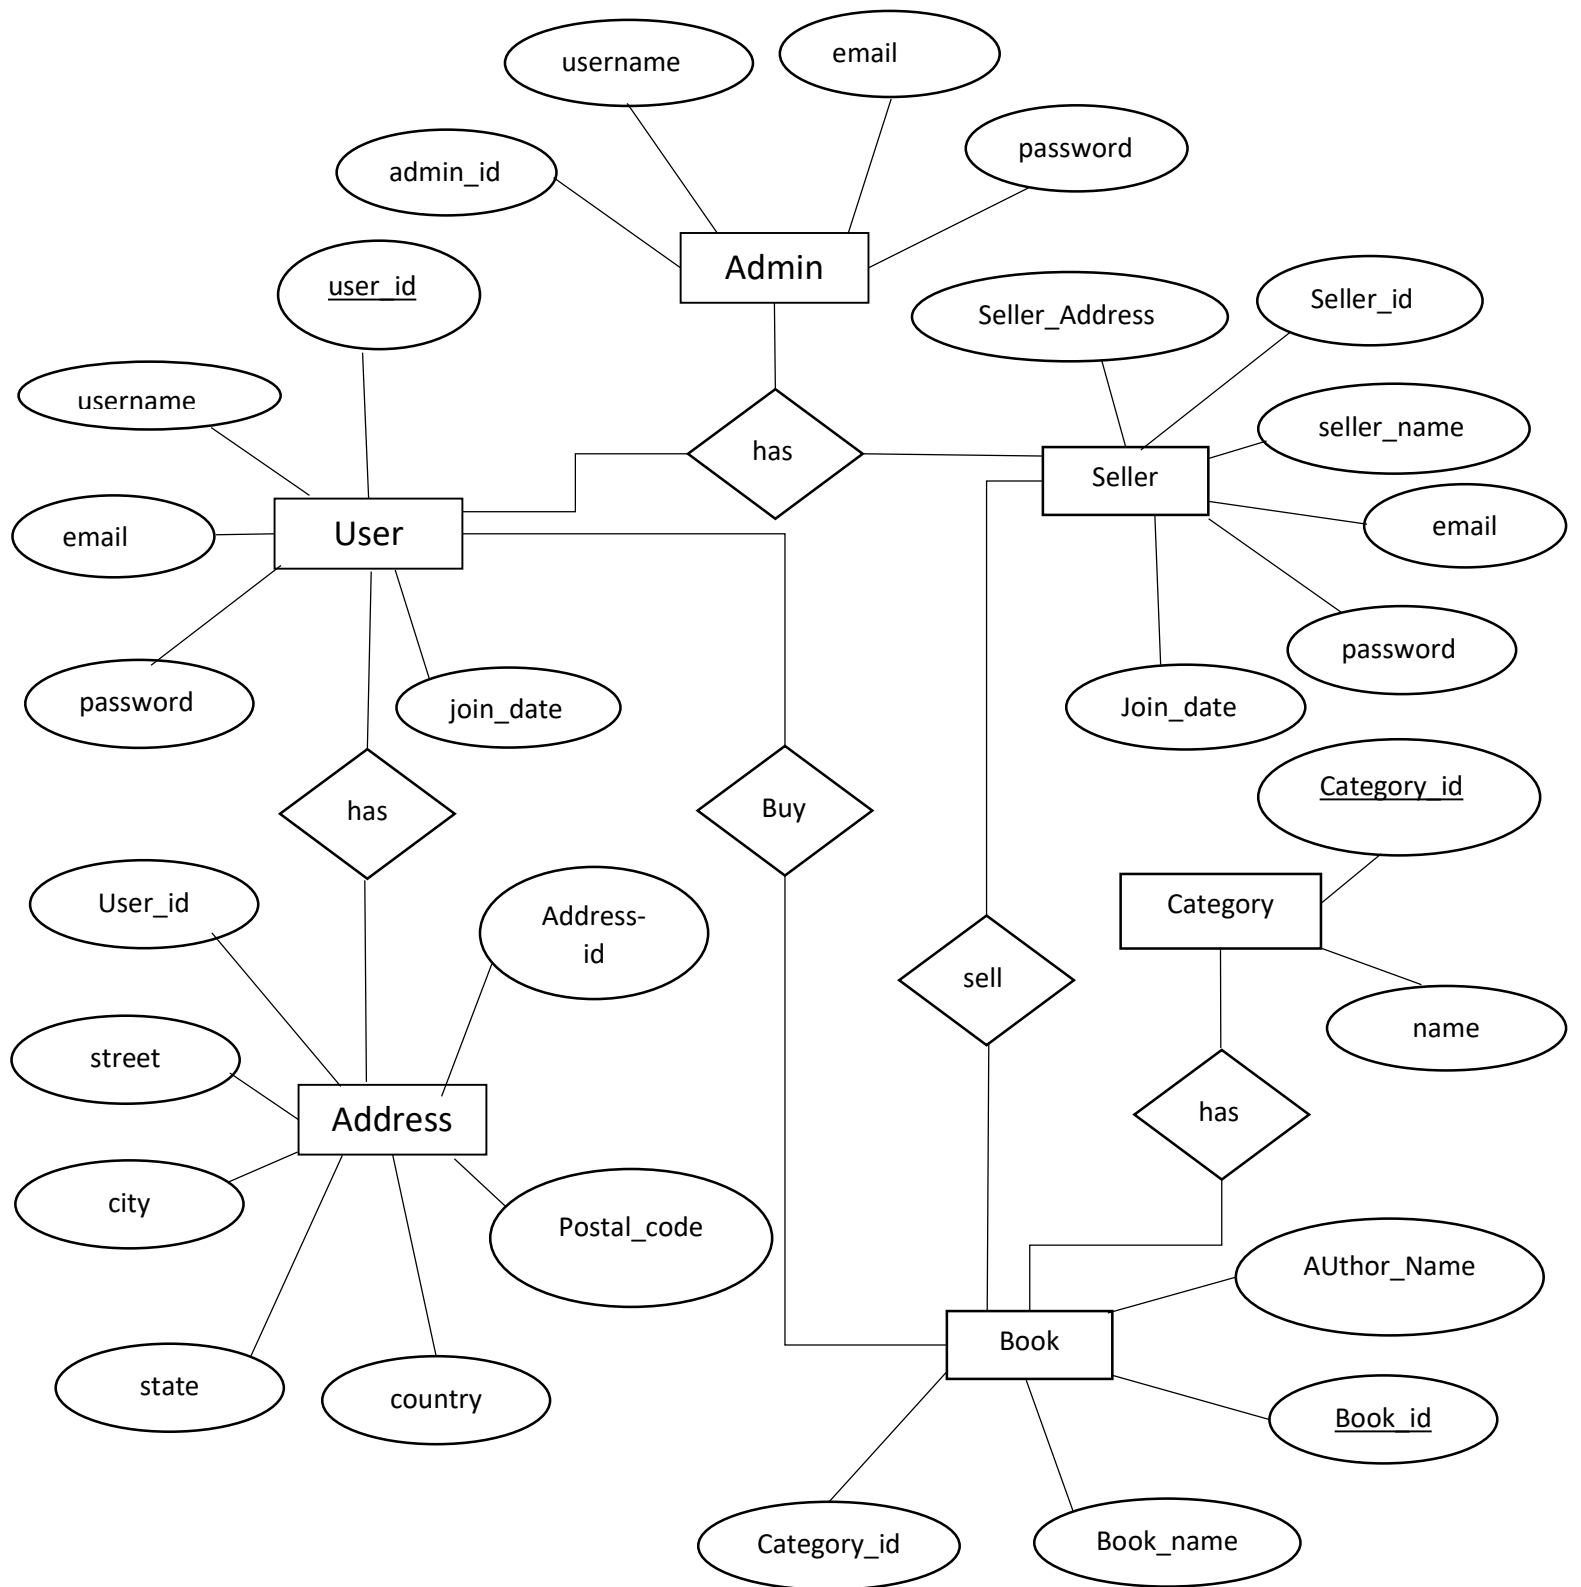 username
email
password
admin_id
Admin
user_id
Seller_Address
Seller_id
username
seller_name
has
Seller
email
User
email
password
password
join_date
Join_date
Category_id
has
Buy
User_id
Address-
id
Category
sell
name
street
has
Address
city
Postal_code
AUthor_Name
Book
state
country
Book_id
Category_id
Book_name